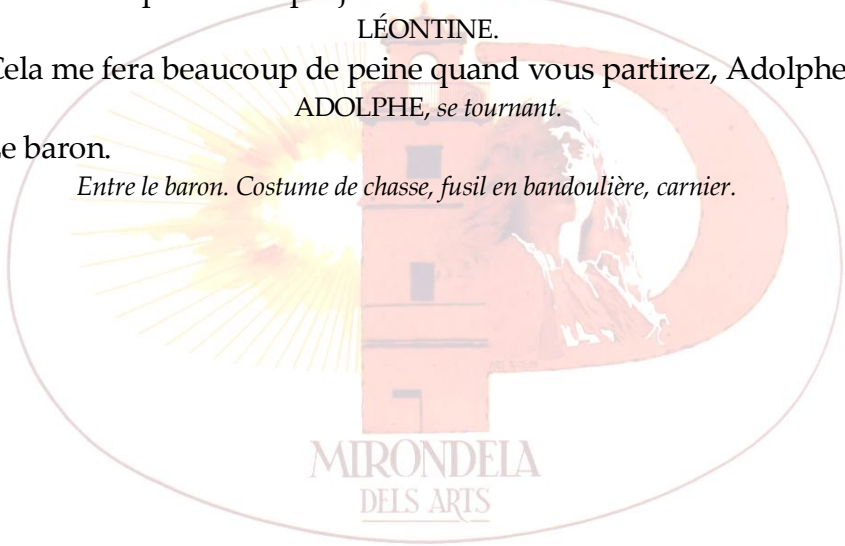 LÉONTINE.
Cela me fera beaucoup de peine quand vous partirez, Adolphe
ADOLPHE, se tournant.
Le baron.
Entre le baron. Costume de chasse, fusil en bandoulière, carnier.
MIRONDELA
DELS ARTS